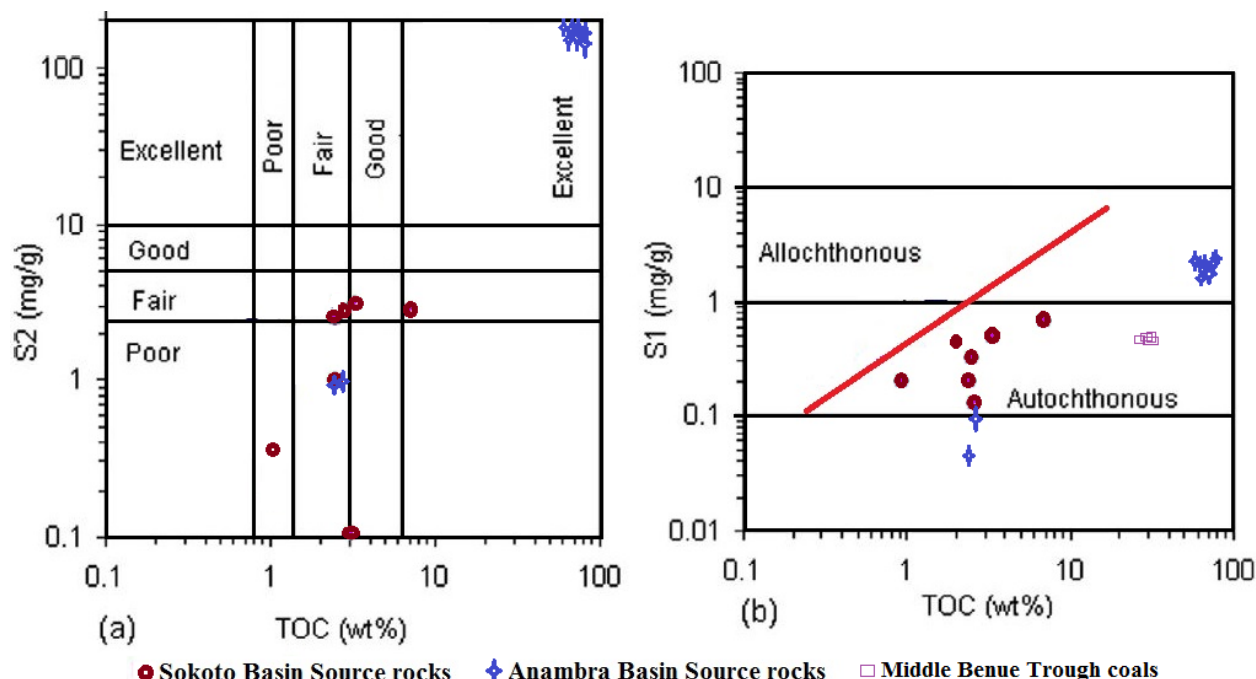 100
10
1
0.1
S2 (mg/g)
Excellent
Poor
Fair
Good
Excellent
Good
Fair
Poor
0.1
1
10
100
(a)
TOC (wt%)
100
10
1
0.1
0.01
S1 (mg/g)
Allochthonous
Autochthonous
0.1
1
10
100
(b)
TOC (wt%)
Sokoto Basin Source rocks
Anambra Basin Source rocks
Middle Benue Trough coals